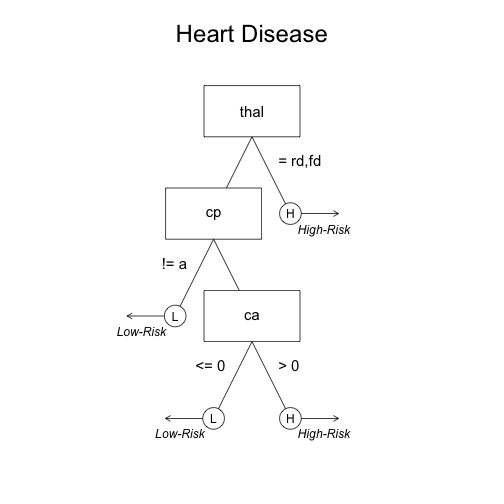 Heart Disease
thal
= rd,fd
cp
H
High-Risk
!= a
L
Low-Risk
ca
<= 0
> 0
L
H
Low-Risk
High-Risk